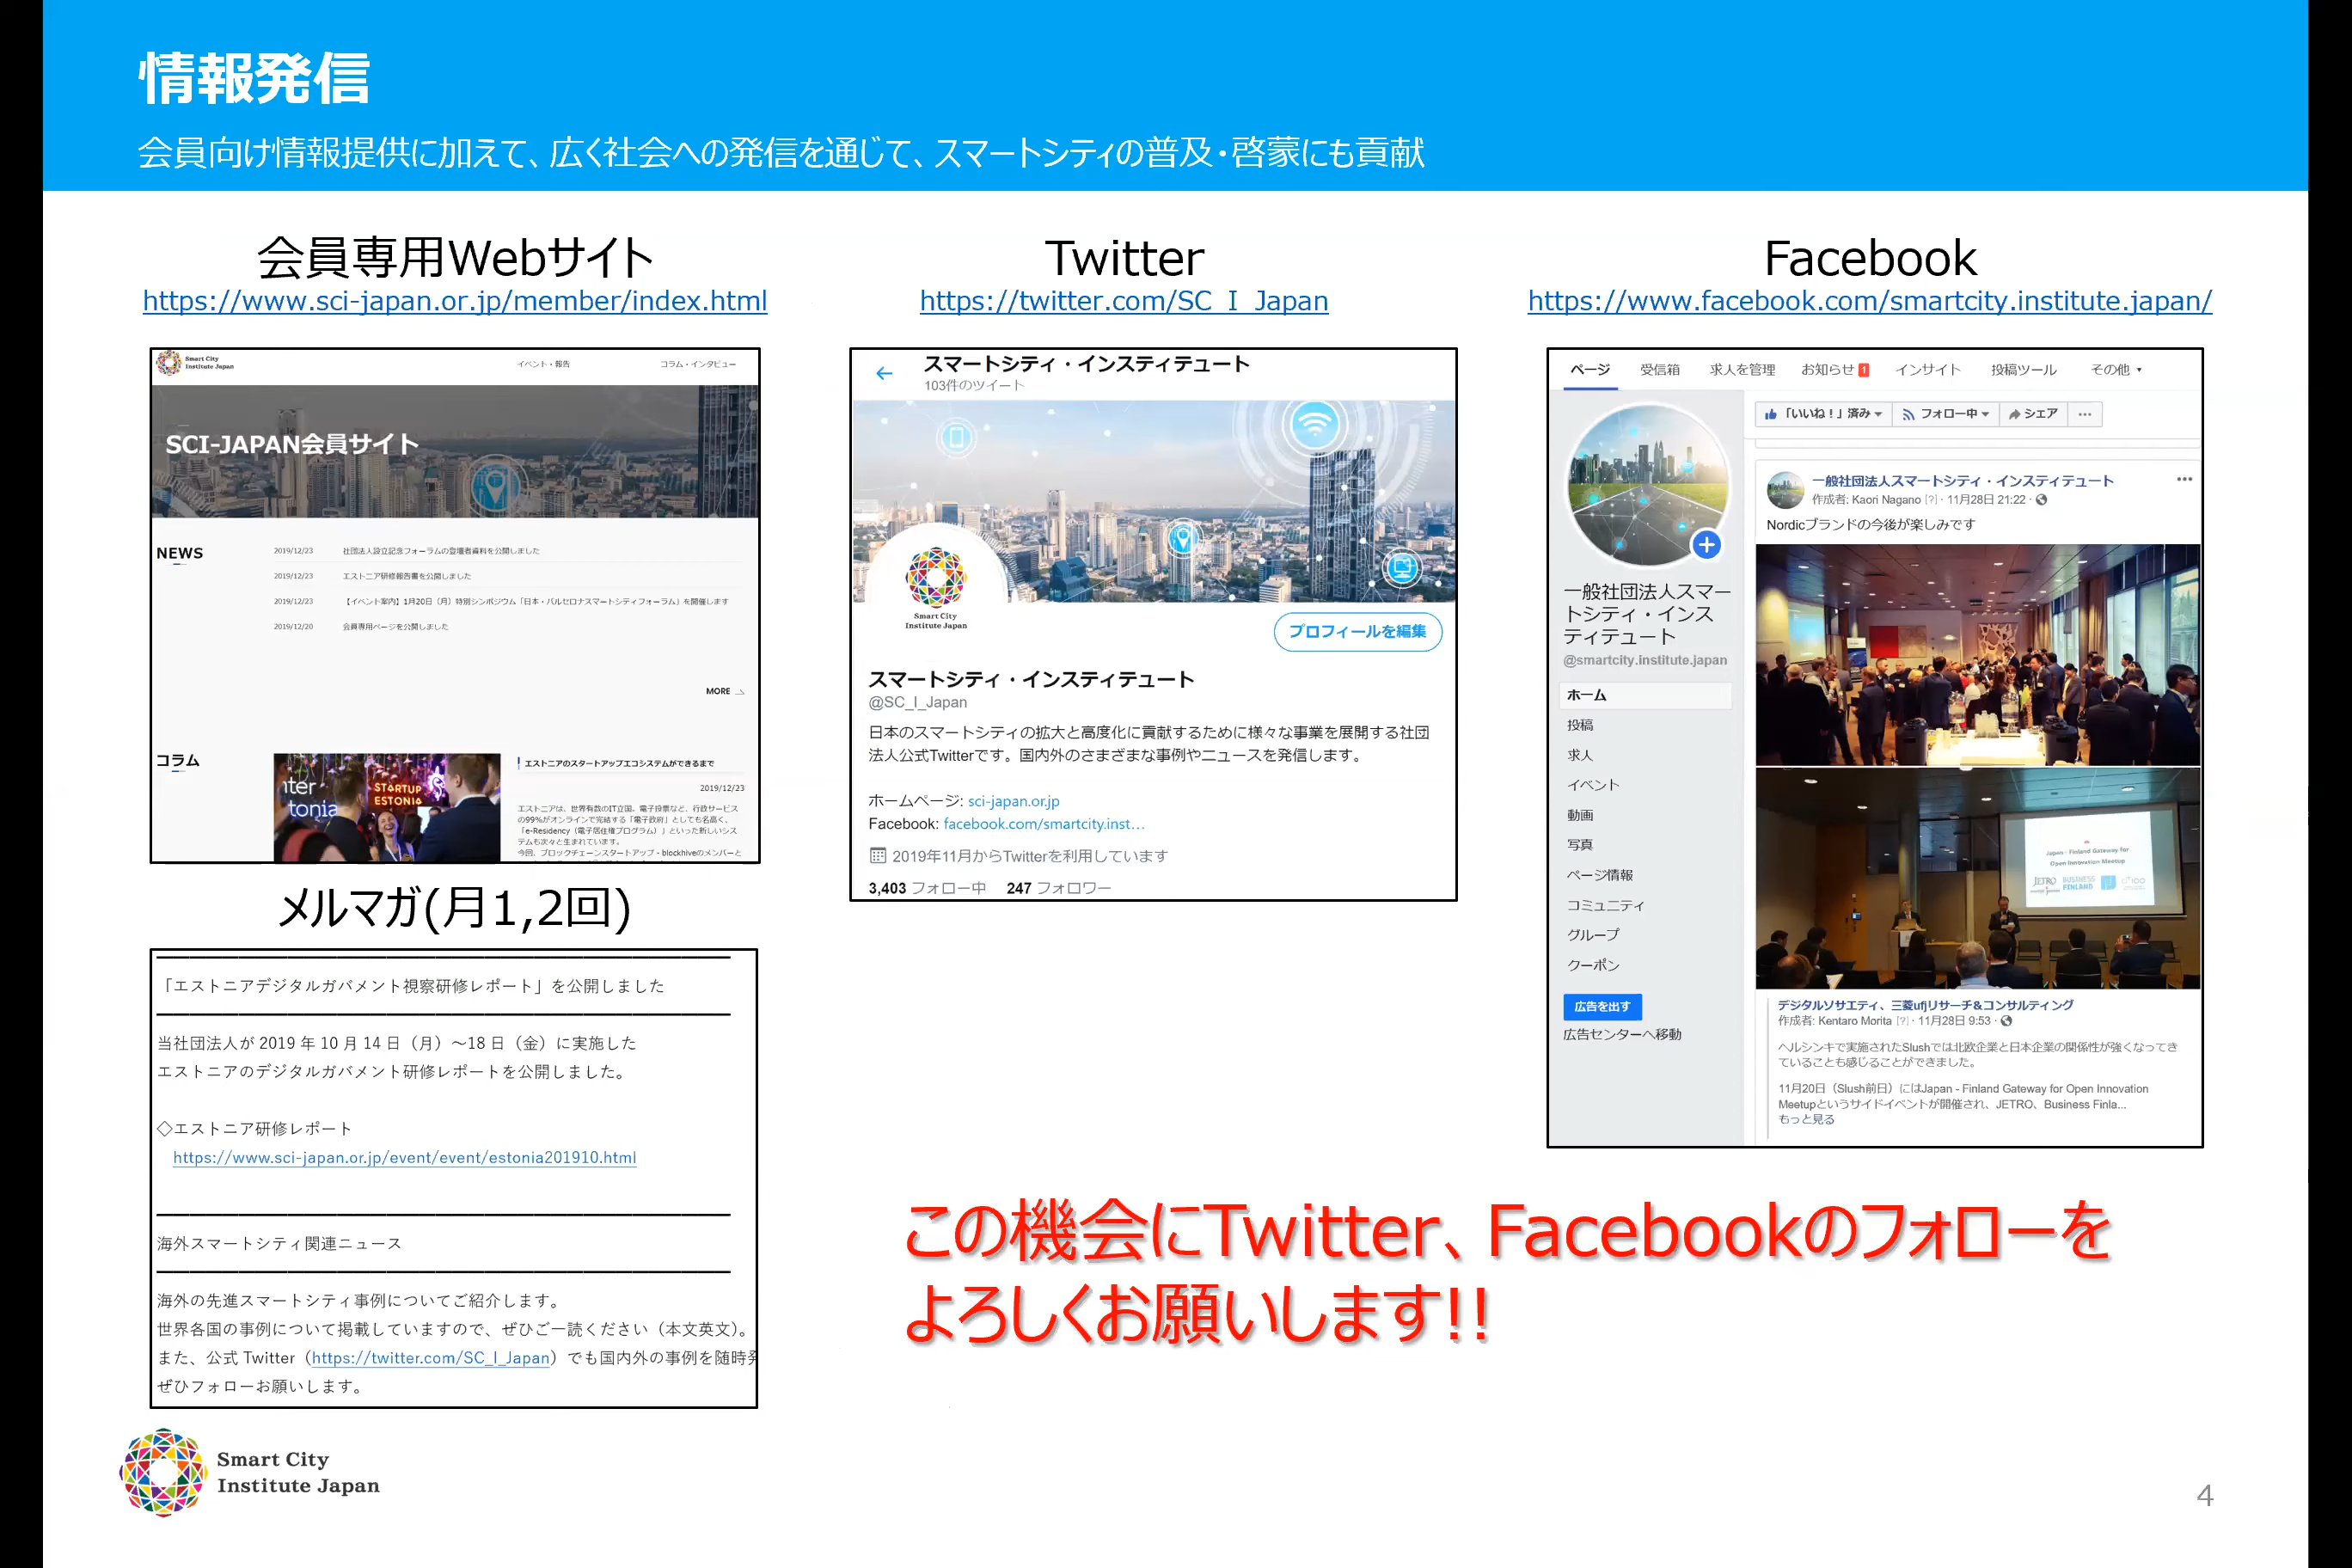 情報発信
会員向け情報提供に加えて、広く社会への発信を通じて、スマートシティの普及・啓蒙にも貢献
会員専用Webサイト
https://www.sci-japan.or.jp/member/index.html
Smart City
Institute Japan
イベント・報告
コラム・インタビュー
SCI-JAPAN会員サイト
NEWS
2019/12/23 社団法人設立記念フォーラムの登壇者資料を公開しました
2019/12/23 エストニア研修報告書を公開しました
2019/12/23 【イベント案内】1月20日（月）特別シンポジウム「日本・バルセロナスマートシティフォーラム」を開催します
2019/12/20 会員専用ページを公開しました
MORE
コラム
nter
tonia
STARTUP
ESTONIA
エストニアのスタートアップエコシステムができるまで
2019/12/23
エストニアは、世界有数のIT立国。電子投票など、行政サービス
の99%がオンラインで完結する「電子政府」としても名高く、
「e-Residency（電子居住権プログラム）」といった新しいシス
テムも次々と生まれています。
今回、ブロックチェーンスタートアップ・blockhiveのメンバーと
メルマガ(月1,2回)
「エストニアデジタルガバメント視察研修レポート」を公開しました
当社団法人が 2019 年 10 月 14 日（月）～18 日（金）に実施した
エストニアのデジタルガバメント研修レポートを公開しました。
◇エストニア研修レポート
https://www.sci-japan.or.jp/event/event/estonia201910.html
海外スマートシティ関連ニュース
海外の先進スマートシティ事例についてご紹介します。
世界各国の事例について掲載していますので、ぜひご一読ください（本文英文）。
また、公式 Twitter（https://twitter.com/SC_I_Japan）でも国内外の事例を随時発
ぜひフォローお願いします。
Twitter
https://twitter.com/SC_I_Japan
← スマートシティ・インスティテュート
103件のツイート
Smart City
Institute Japan
プロフィールを編集
スマートシティ・インスティテュート
@SC_I_Japan
日本のスマートシティの拡大と高度化に貢献するために様々な事業を展開する社団
法人公式Twitterです。国内外のさまざまな事例やニュースを発信します。
ホームページ: sci-japan.or.jp
Facebook: facebook.com/smartcity.inst…
2019年11月からTwitterを利用しています
3,403 フォロー中 247 フォロワー
Facebook
https://www.facebook.com/smartcity.institute.japan/
ページ 受信箱 求人を管理 お知らせ 1 インサイト 投稿ツール その他
「いいね！」済み フォロー中 シェア …
一般社団法人スマー
トシティ・インス
ティテュート
@smartcity.institute.japan
ホーム
投稿
求人
イベント
動画
写真
ページ情報
コミュニティ
グループ
クーポン
広告を出す
広告センターへ移動
一般社団法人スマートシティ・インスティテュート
作成者: Kaori Nagano [?] · 11月28日 21:22 ·
Nordicブランドの今後が楽しみです
Japan - Finland Gateway for
Open Innovation Meetup
JETRO BUSINESS
FINLAND
デジタルソサエティ、三菱ufjリサーチ&コンサルティング
作成者: Kentaro Morita [?] · 11月28日 9:53 ·
ヘルシンキで実施されたSlushでは北欧企業と日本企業の関係性が強くなってき
ていることも感じることができました。
11月20日（Slush前日）にはJapan - Finland Gateway for Open Innovation
Meetupというサイドイベントが開催され、JETRO、Business Finla...
もっと見る
この機会にTwitter、Facebookのフォローを
よろしくお願いします!!
Smart City
Institute Japan
4